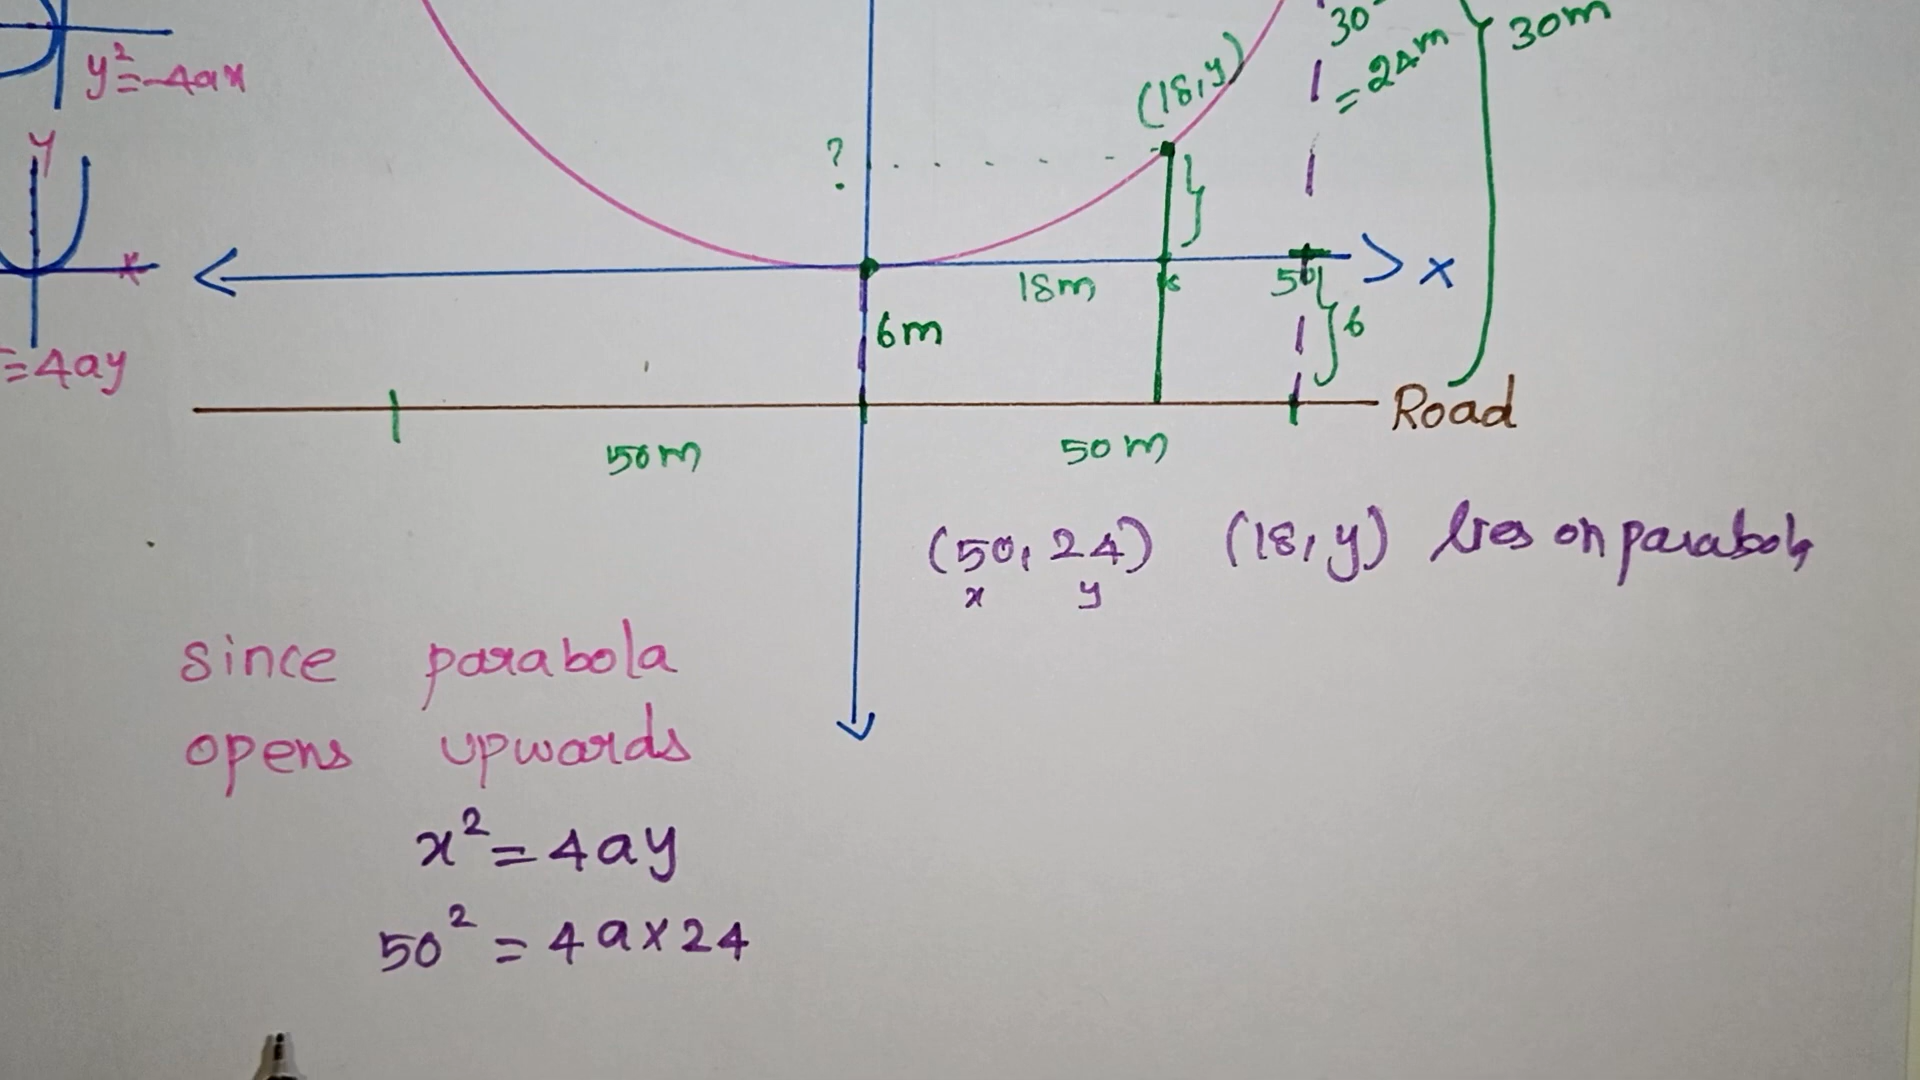 30
30m
= 24m
y²=-4ax
(18,y)
y
?
y
x
18m
50
x
6m
6
=4ay
Road
50m
50m
(50, 24) (18, y) lies on parabola
x y
since parabola
opens upwards
x² = 4ay
50² = 4a×24